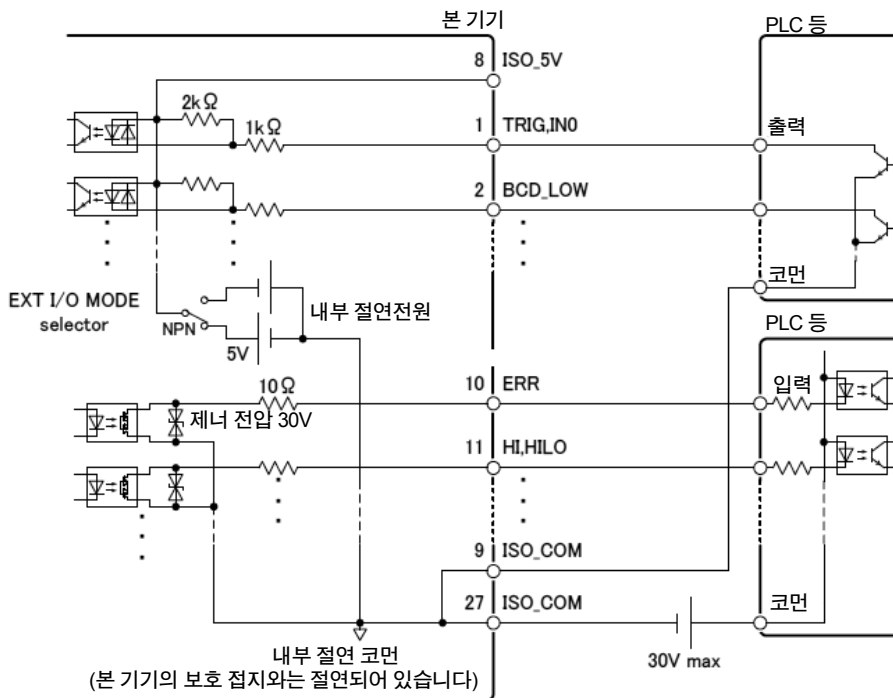 본 기기
PLC 등
8 ISO_5V
2kΩ
1kΩ
1 TRIG,IN0
출력
2 BCD_LOW
코먼
EXT I/O MODE
selector
NPN
5V
내부 절연전원
PLC 등
10Ω
10 ERR
입력
제너 전압 30V
11 HI,HILO
9 ISO_COM
27 ISO_COM
코먼
30V max
내부 절연 코먼
(본 기기의 보호 접지와는 절연되어 있습니다)